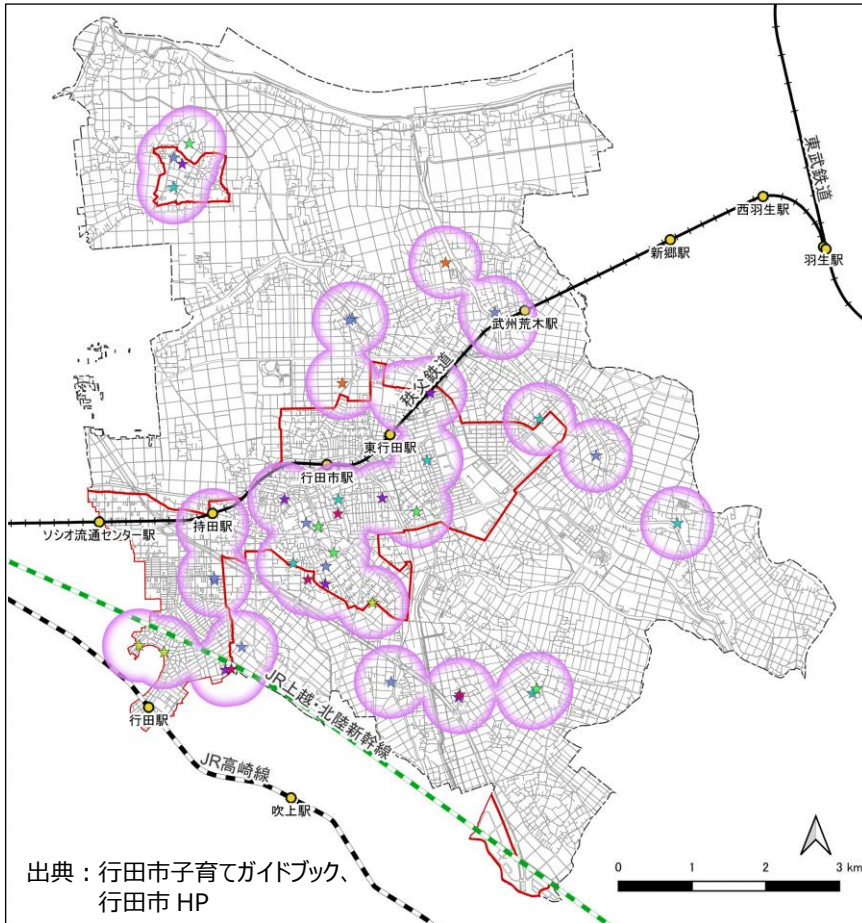 東武鉄道
西羽生駅
新郷駅
羽生駅
武州荒木駅
秩父鉄道
東行田駅
行田市駅
持田駅
ソシオ流通センター駅
JR上越・北陸新幹線
行田駅
JR高崎線
吹上駅
出典：行田市子育てガイドブック、
行田市 HP
0 1 2 3 km